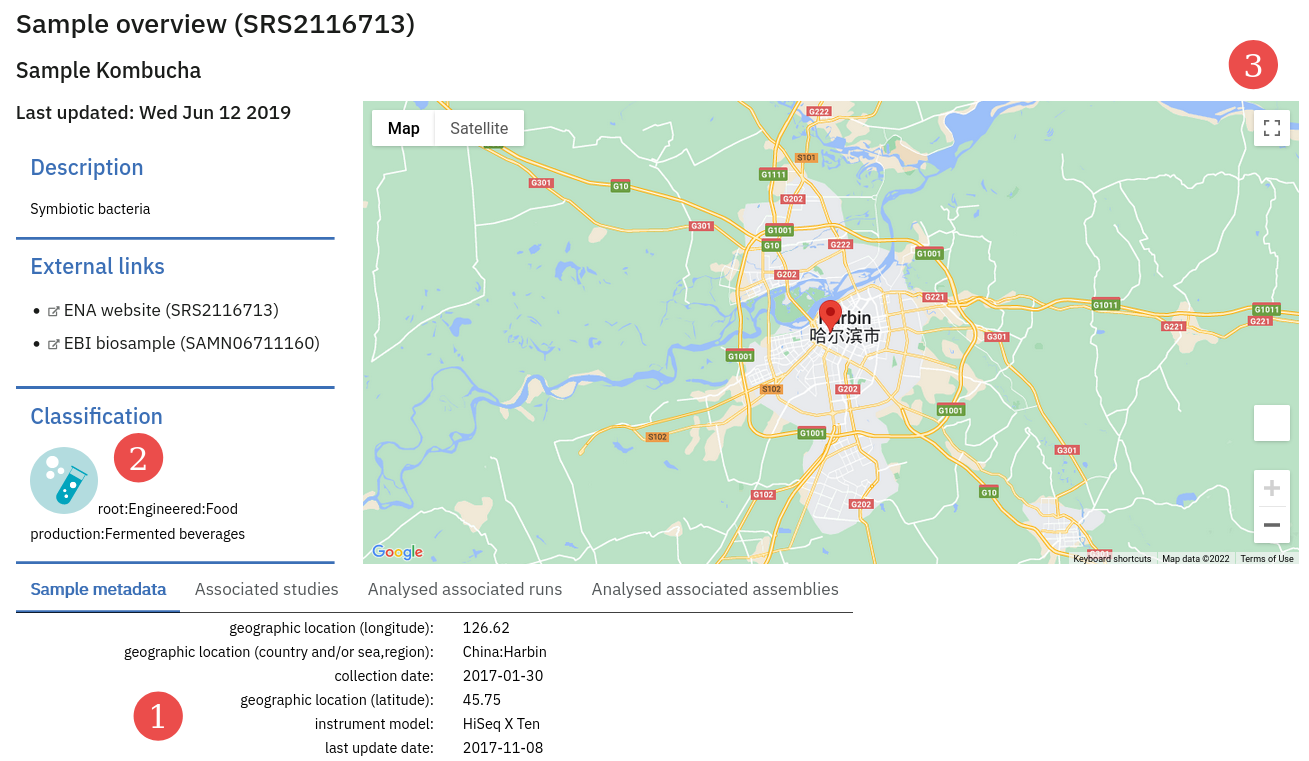 Sample overview (SRS2116713)
Sample Kombucha
3
Last updated: Wed Jun 12 2019
Description
Symbiotic bacteria
External links
ENA website (SRS2116713)
EBI biosample (SAMN06711160)
Classification
2
root:Engineered:Food
production:Fermented beverages
Map Satellite
G222
S101
G1111
G301
G10
G202
G301
G1001
G10
G222
G1001
G202
G221
G1011
G1011
G221
G221
G301
Harbin
哈尔滨市
G1001
S102
G202
G1001
S102
G1001
G301
G102
G10
G202
Google
Keyboard shortcuts Map data ©2022 Terms of Use
Sample metadata Associated studies Analysed associated runs Analysed associated assemblies
geographic location (longitude): 126.62
geographic location (country and/or sea,region): China:Harbin
collection date: 2017-01-30
1
geographic location (latitude): 45.75
instrument model: HiSeq X Ten
last update date: 2017-11-08